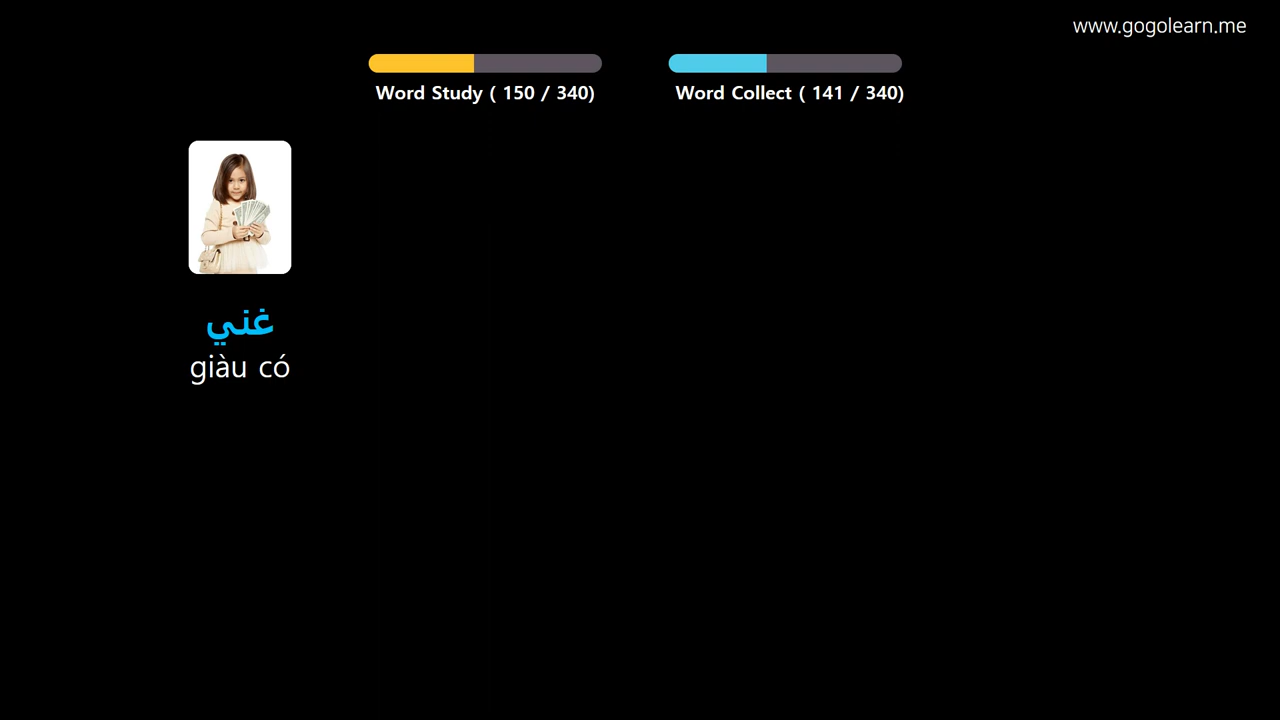 www.gogolearn.me
Word Study ( 150 / 340)
Word Collect ( 141 / 340)
غني
giàu có